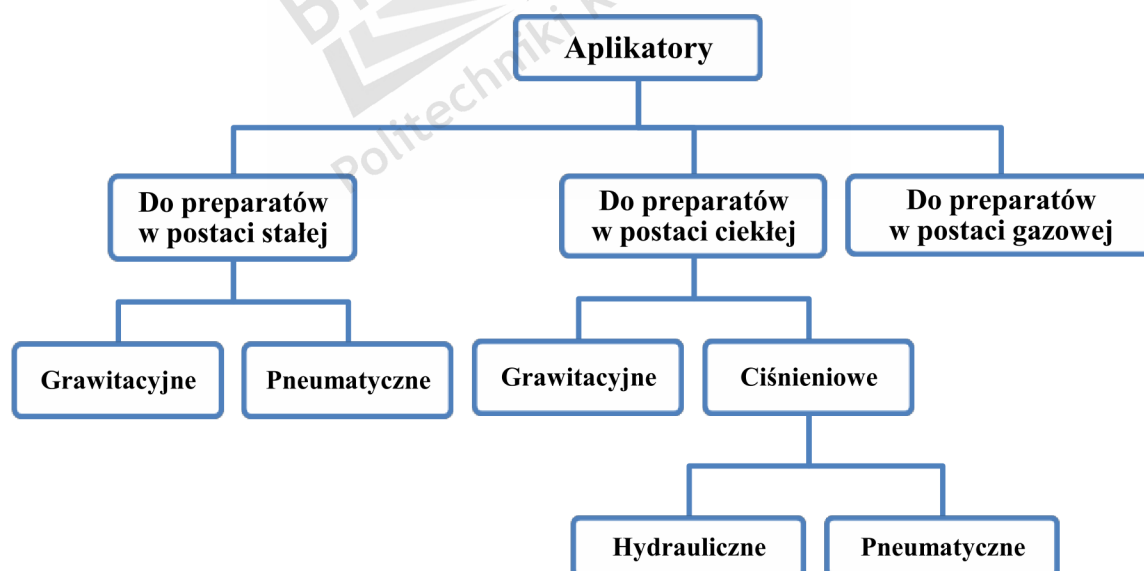 Politechniki
Aplikatory
Do preparatów
w postaci stałej
Do preparatów
w postaci ciekłej
Do preparatów
w postaci gazowej
Grawitacyjne
Pneumatyczne
Grawitacyjne
Ciśnieniowe
Hydrauliczne
Pneumatyczne